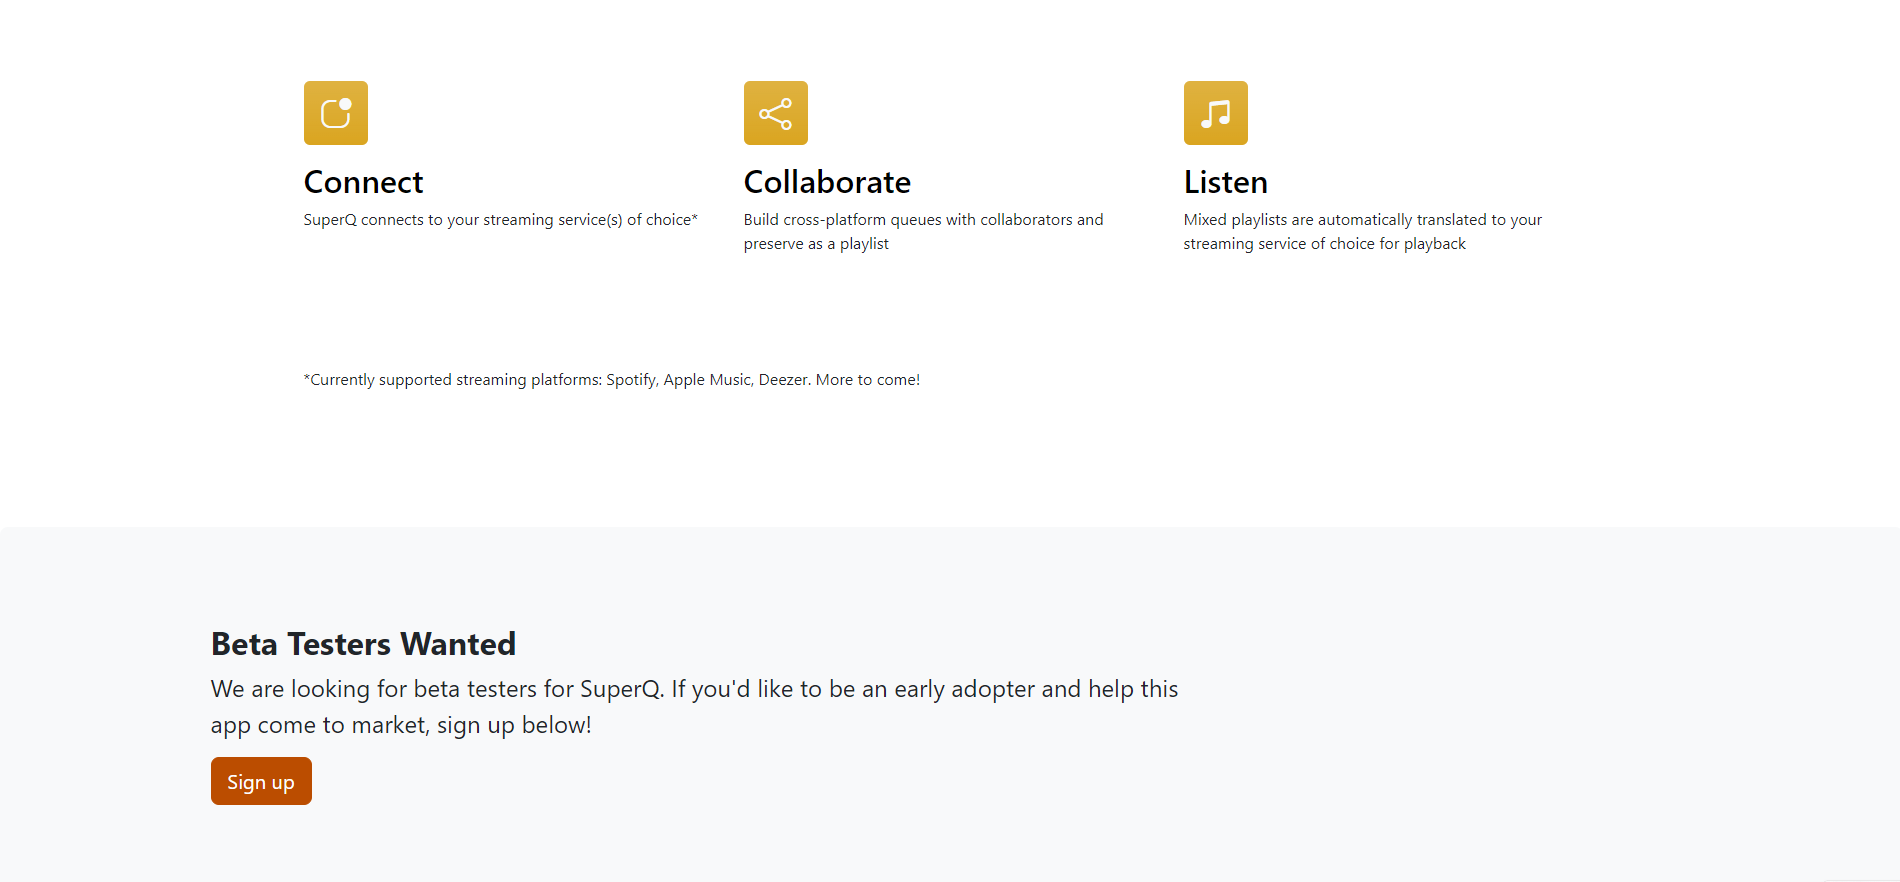 Connect
SuperQ connects to your streaming service(s) of choice*
Collaborate
Build cross-platform queues with collaborators and
preserve as a playlist
Listen
Mixed playlists are automatically translated to your
streaming service of choice for playback
*Currently supported streaming platforms: Spotify, Apple Music, Deezer. More to come!
Beta Testers Wanted
We are looking for beta testers for SuperQ. If you'd like to be an early adopter and help this
app come to market, sign up below!
Sign up